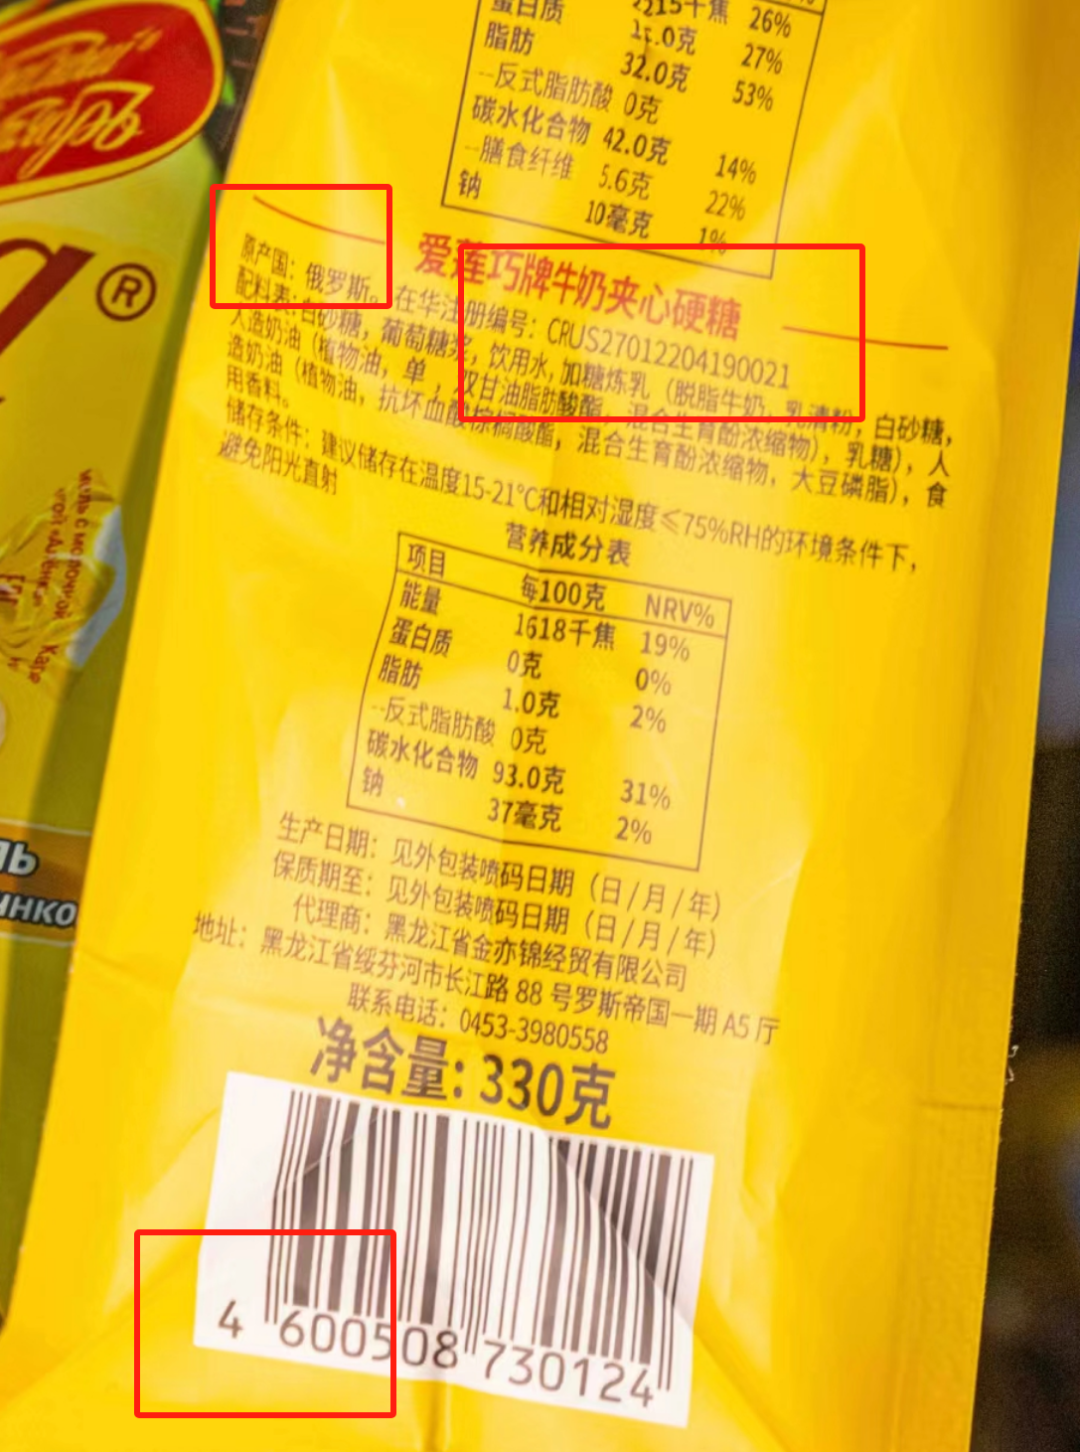 蛋白质 15.0克 27%
26%
脂肪 32.0克 53%
--反式脂肪酸 0克
碳水化合物 42.0克 14%
--膳食纤维 5.6克 22%
钠 10毫克 1%
爱莲巧牌牛奶夹心硬糖
原产国：俄罗斯。在华注册编号：CRUS27012204190021
配料表：白砂糖，葡萄糖浆，饮用水，加糖炼乳（脱脂牛奶，乳清粉，白砂糖，
人造奶油（植物油，单，双甘油脂肪酸酯，混合生育酚浓缩物），乳糖），人
造奶油（植物油，抗坏血酸棕榈酸酯，混合生育酚浓缩物，大豆磷脂），食
用香料。
储存条件：建议储存在温度15-21℃和相对湿度≤75%RH的环境条件下，
避免阳光直射
营养成分表
项目 每100克 NRV%
能量 1618千焦 19%
蛋白质 0克 0%
脂肪 1.0克 2%
--反式脂肪酸 0克
碳水化合物 93.0克 31%
钠 37毫克 2%
生产日期：见外包装喷码日期（日/月/年）
保质期至：见外包装喷码日期（日/月/年）
代理商：黑龙江省金亦锦经贸有限公司
地址：黑龙江省绥芬河市长江路 88 号罗斯帝国一期 A5 厅
联系电话：0453-3980558
净含量：330克
4 600508 730124
®